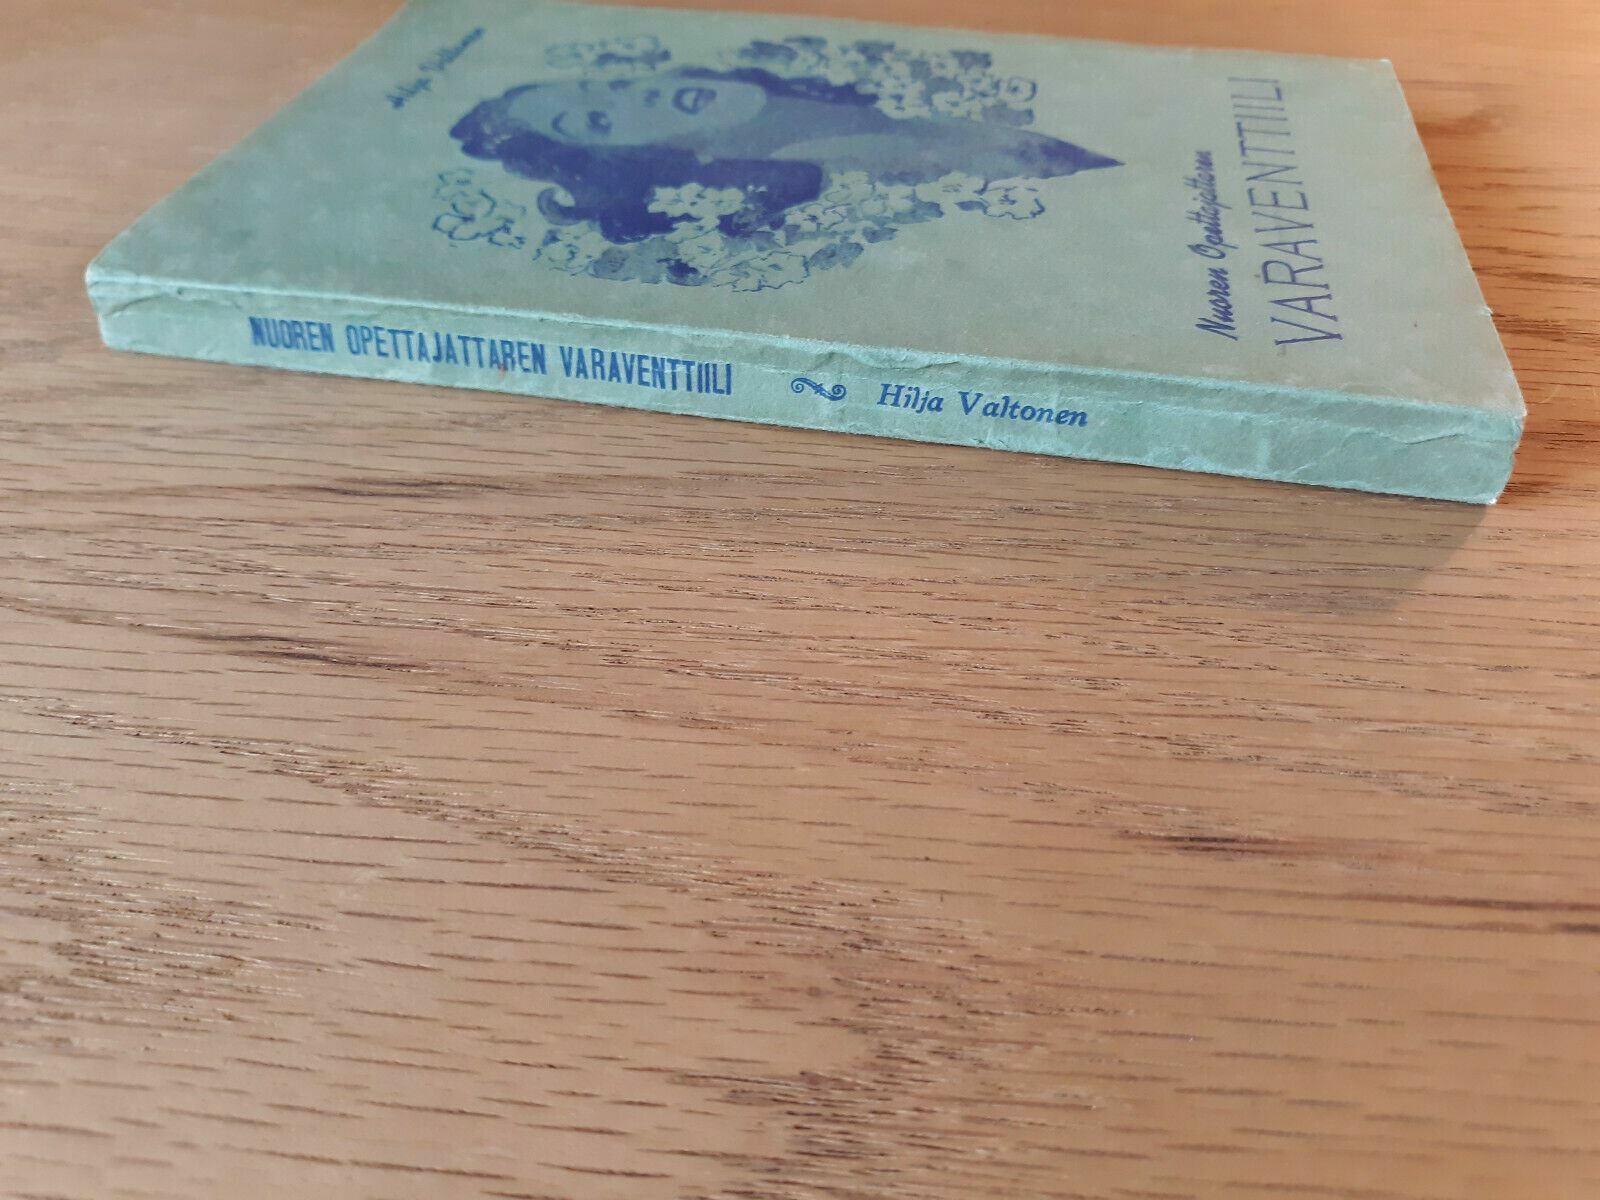 Hilja Valtonen
Nuoren Opettajattaren
VARAVENTTIILI
NUOREN OPETTAJATTAREN VARAVENTTIILI Hilja Valtonen